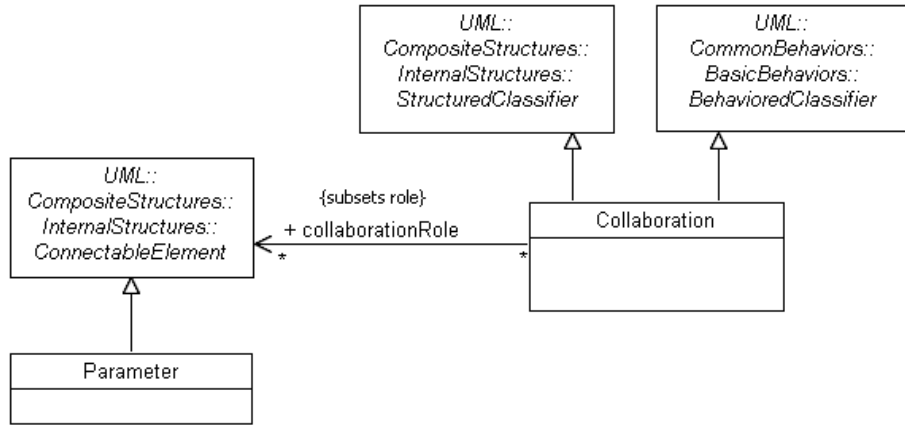 UML::
CompositeStructures::
InternalStructures::
StructuredClassifier
UML::
CommonBehaviors::
BasicBehaviors::
BehavioredClassifier
UML::
CompositeStructures::
InternalStructures::
ConnectableElement
{subsets role}
+ collaborationRole
*
*
Collaboration
Parameter